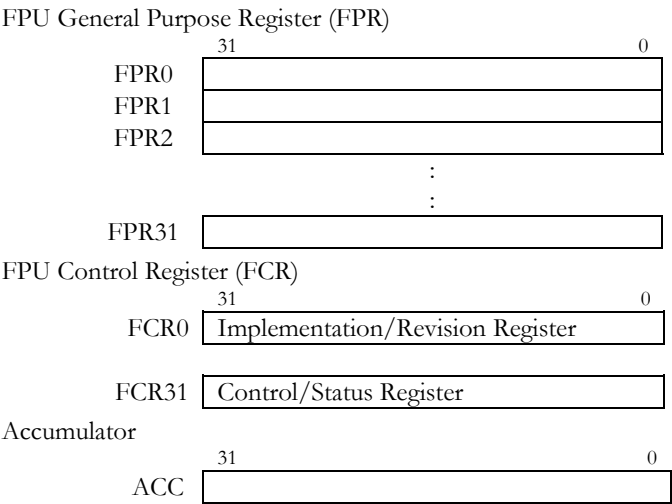 FPU General Purpose Register (FPR)
31 0
FPR0
FPR1
FPR2
:
:
FPR31
FPU Control Register (FCR)
31 0
FCR0 Implementation/Revision Register
FCR31 Control/Status Register
Accumulator
31 0
ACC